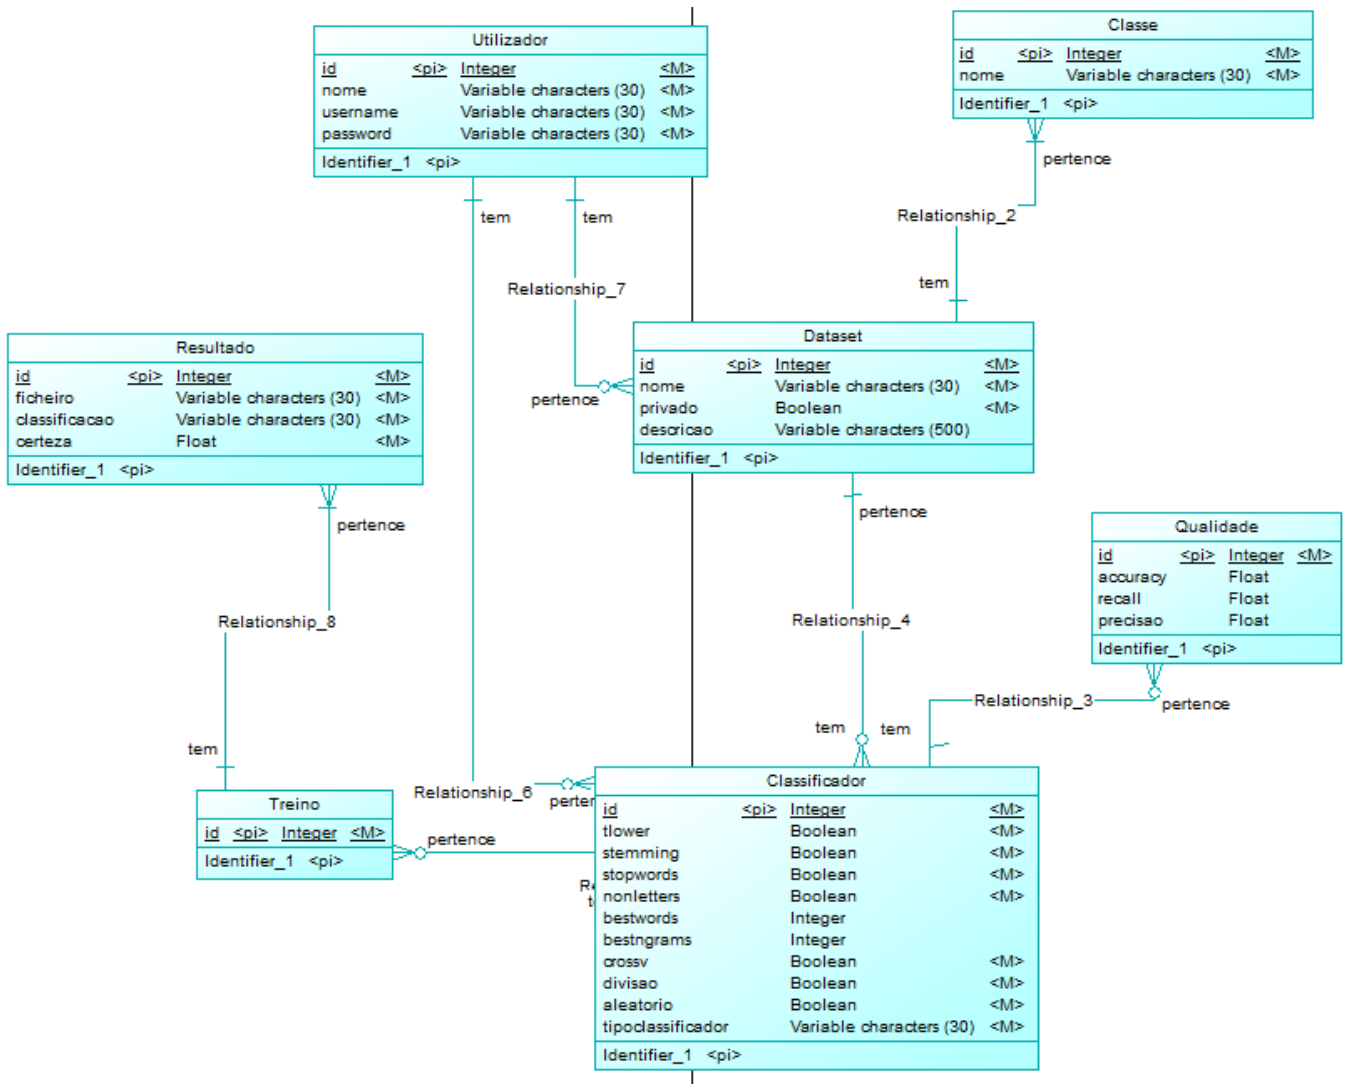 Utilizador
id <pi> Integer <M>
nome Variable characters (30) <M>
username Variable characters (30) <M>
password Variable characters (30) <M>
Identifier_1 <pi>
Classe
id <pi> Integer <M>
nome Variable characters (30) <M>
Identifier_1 <pi>
pertence
Relationship_2
tem
tem
tem
Relationship_7
pertence
Dataset
id <pi> Integer <M>
nome Variable characters (30) <M>
privado Boolean <M>
descricao Variable characters (500)
Identifier_1 <pi>
Resultado
id <pi> Integer <M>
ficheiro Variable characters (30) <M>
classificacao Variable characters (30) <M>
certeza Float <M>
Identifier_1 <pi>
pertence
Relationship_8
tem
pertence
Relationship_4
tem
Qualidade
id <pi> Integer <M>
accuracy Float
recall Float
precisao Float
Identifier_1 <pi>
pertence
Relationship_3
tem
Relationship_6
perter
Treino
id <pi> Integer <M>
Identifier_1 <pi>
pertence
Classificador
id <pi> Integer <M>
tlower Boolean <M>
stemming Boolean <M>
stopwords Boolean <M>
nonletters Boolean <M>
bestwords Integer
bestngrams Integer
crossv Boolean <M>
divisao Boolean <M>
aleatorio Boolean <M>
tipoclassificador Variable characters (30) <M>
Identifier_1 <pi>